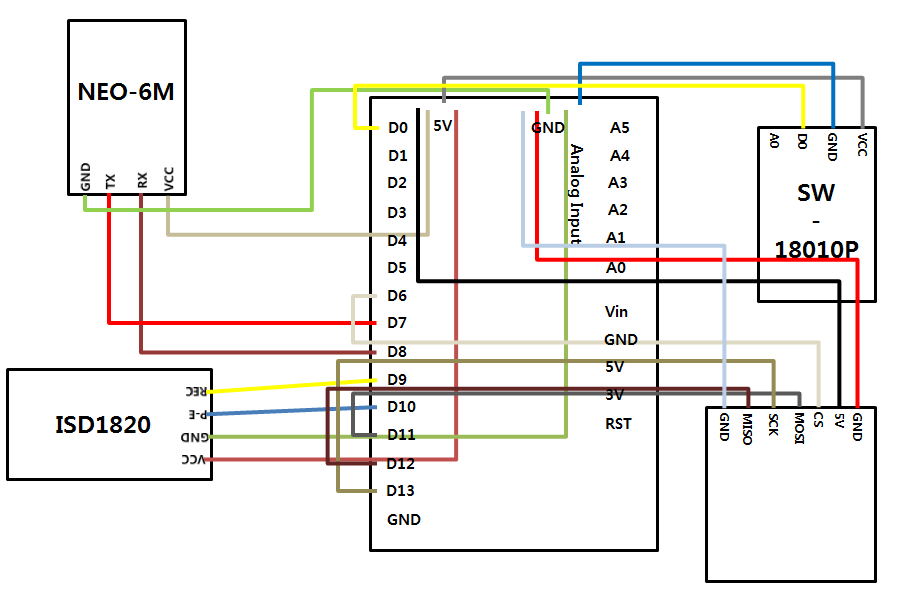 NEO-6M
GND
TX
RX
VCC
ISD1820
REC
P-E
GND
VCC
5V
GND
Analog Input
D0
D1
D2
D3
D4
D5
D6
D7
D8
D9
D10
D11
D12
D13
GND
A5
A4
A3
A2
A1
A0
Vin
GND
5V
3V
RST
A0
D0
GND
VCC
SW
-
18010P
GND
MISO
SCK
MOSI
CS
5V
GND